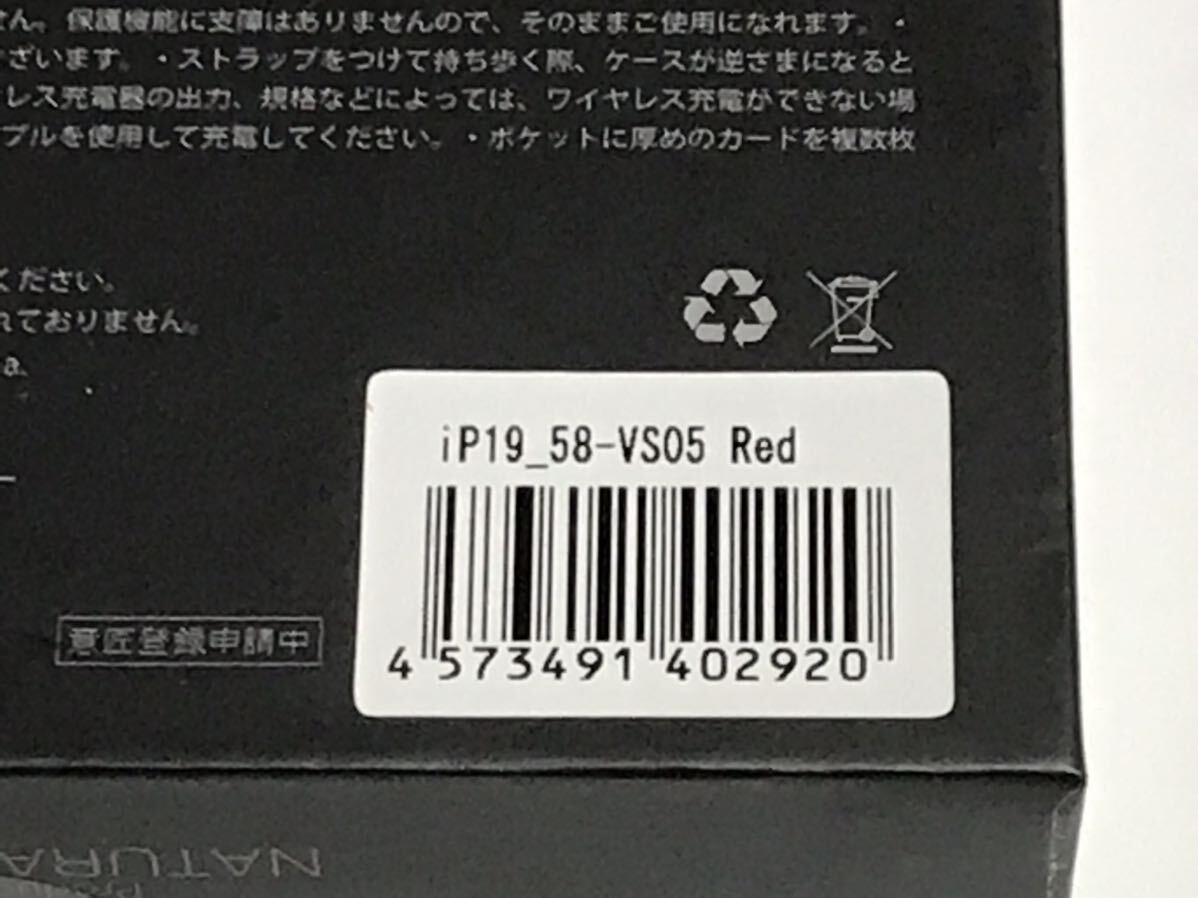 せん。保護機能に支障はありませんので、そのままご使用になれます。・
ございます。・ストラップをつけて持ち歩く際、ケースが逆さまになると
レス充電器の出力、規格などによっては、ワイヤレス充電ができない場
ブルを使用して充電してください。・ポケットに厚めのカードを複数枚
ください。
れておりません。
a.
iP19_58-VS05 Red
4 573491 402920
意匠登録申請中
NATURA